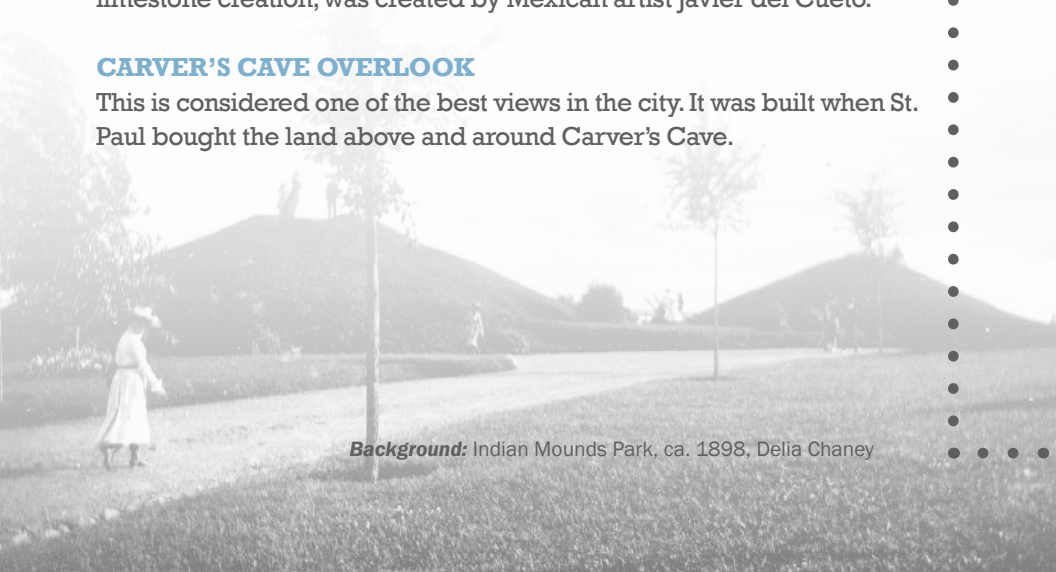 limestone creation, was created by Mexican artist Javier del Cueto.
CARVER'S CAVE OVERLOOK
This is considered one of the best views in the city. It was built when St.
Paul bought the land above and around Carver's Cave.
Background: Indian Mounds Park, ca. 1898, Delia Chaney